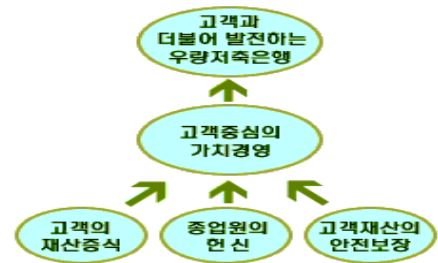 고객과
더불어 발전하는
우량저축은행
고객중심의
가치경영
고객의
재산증식
종업원의
헌 신
고객재산의
안전보장